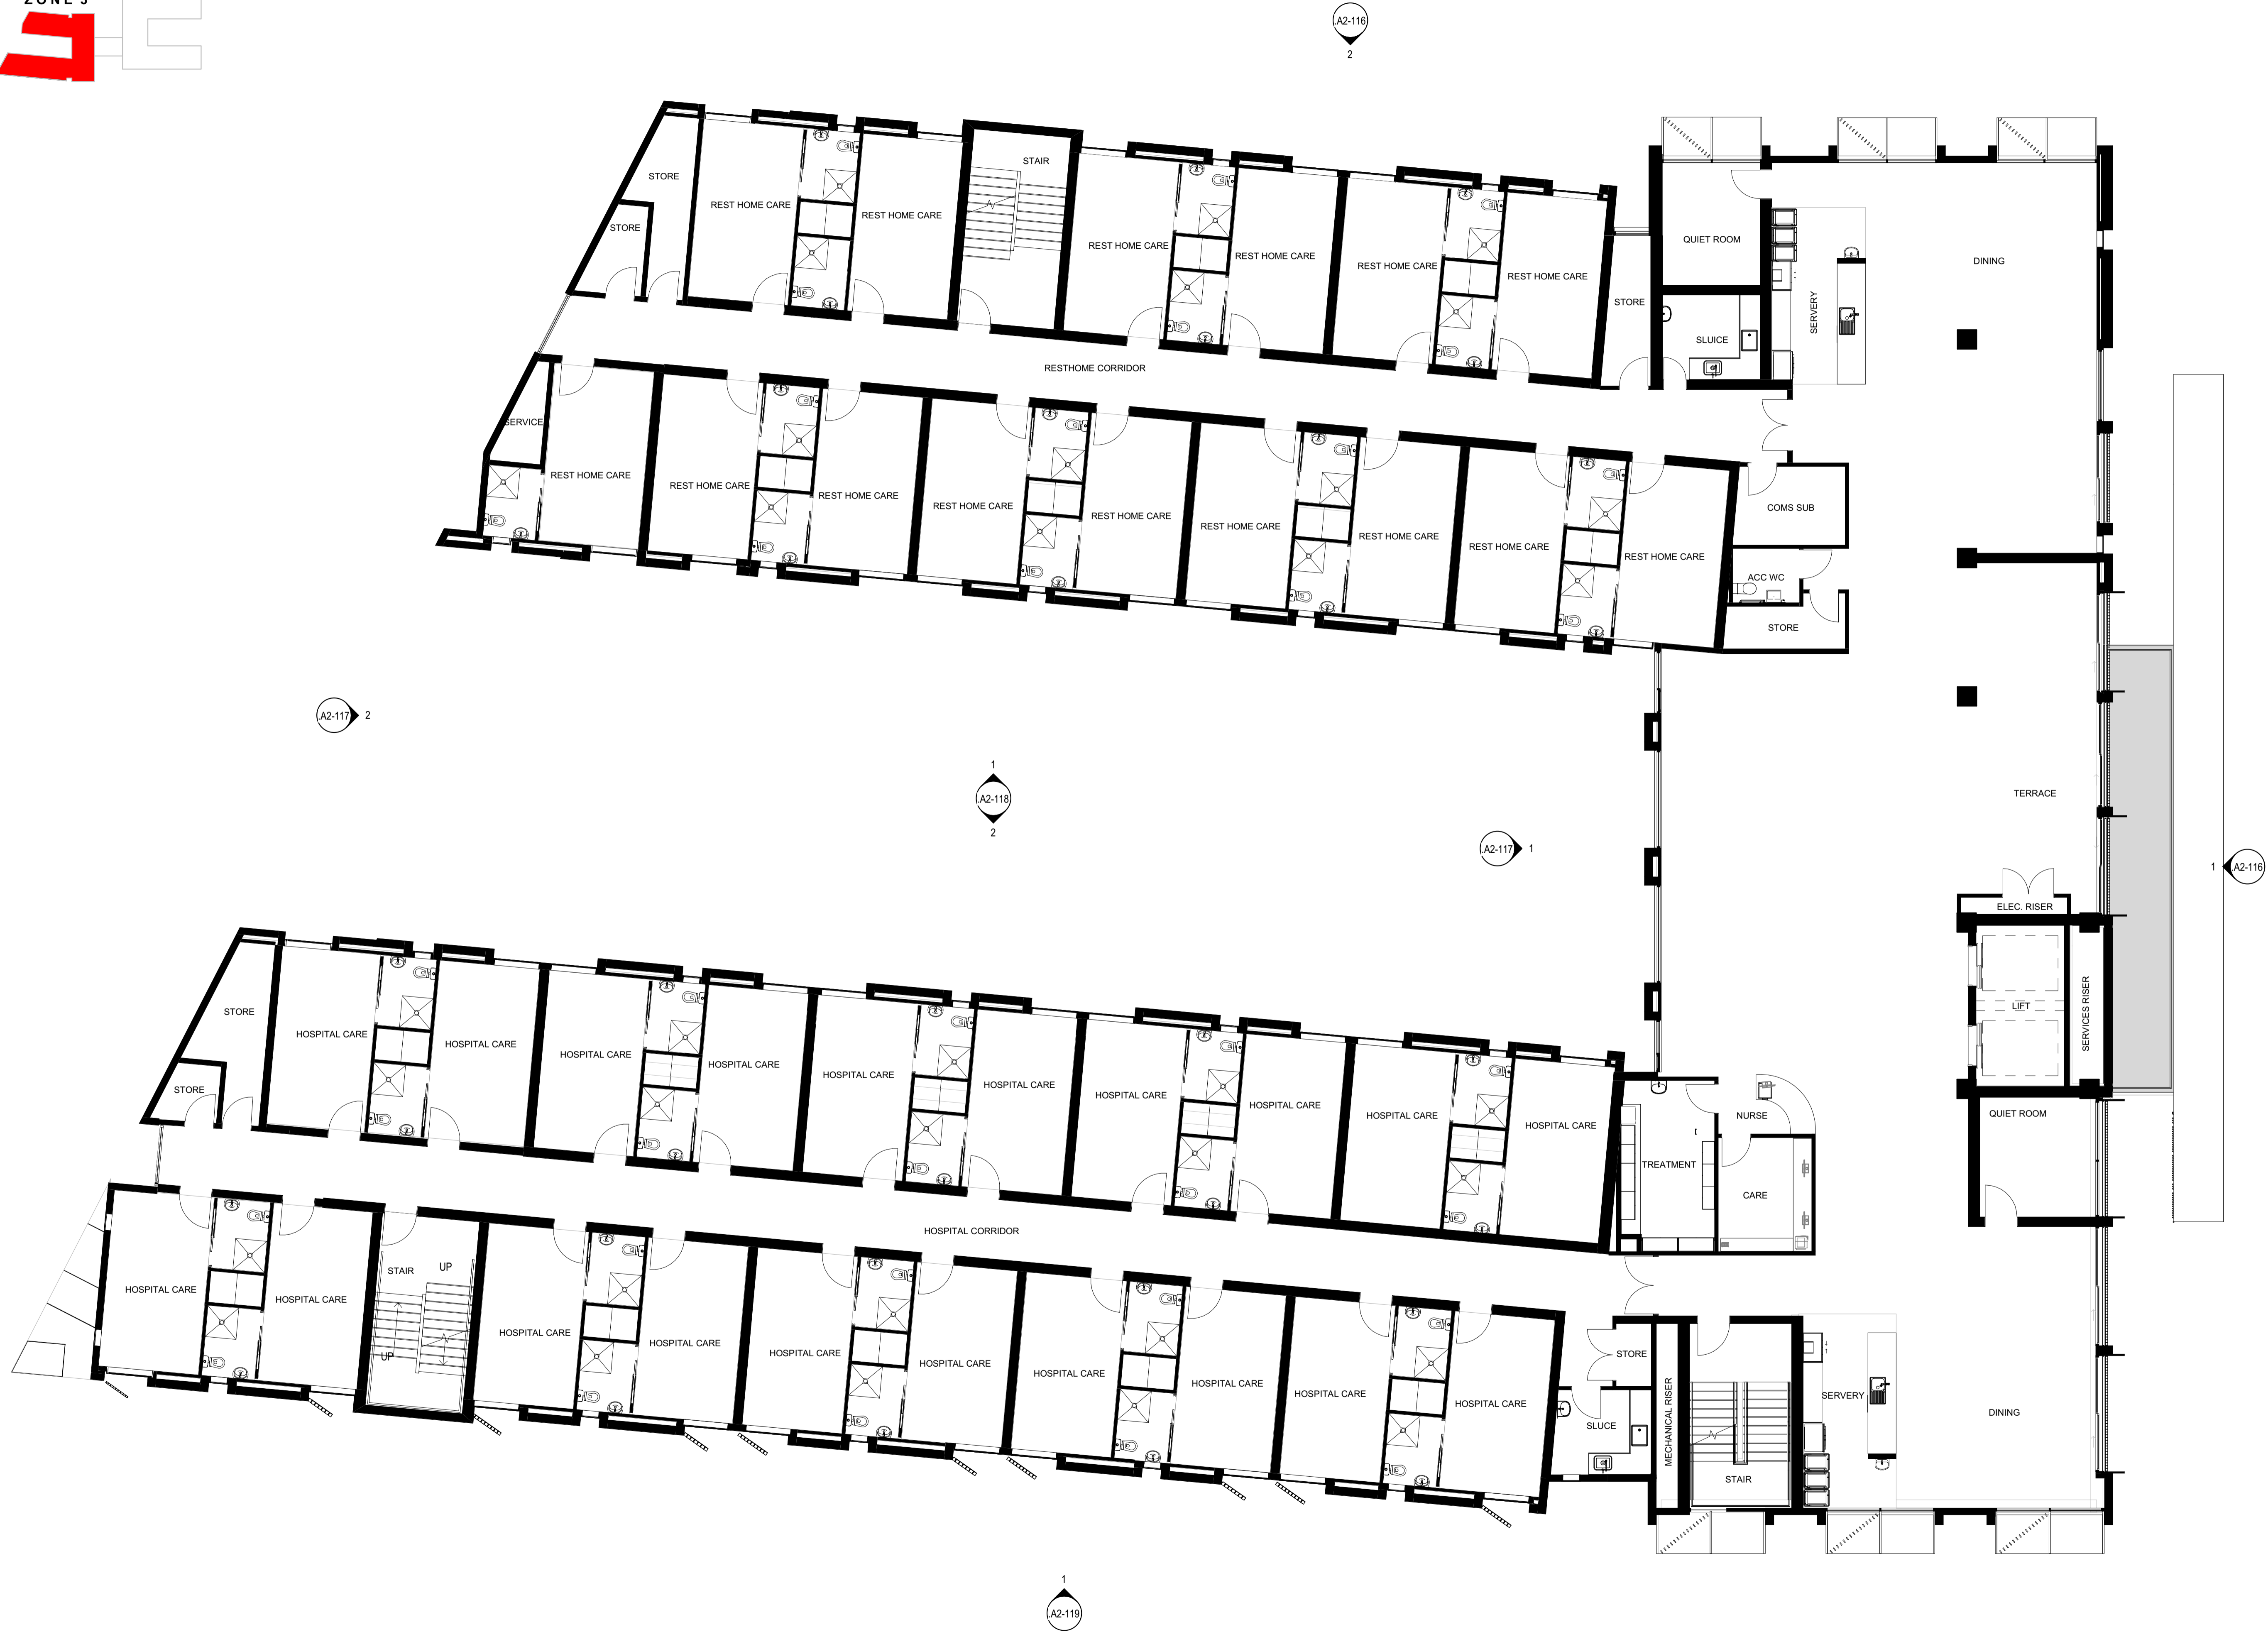 ZONE 3
.A2-116
2
STAIR
STORE
REST HOME CARE
REST HOME CARE
STORE
REST HOME CARE
REST HOME CARE
REST HOME CARE
REST HOME CARE
QUIET ROOM
DINING
STORE
SERVERY
SLUICE
RESTHOME CORRIDOR
SERVICE
REST HOME CARE
REST HOME CARE
REST HOME CARE
REST HOME CARE
REST HOME CARE
REST HOME CARE
REST HOME CARE
REST HOME CARE
REST HOME CARE
COMS SUB
ACC WC
STORE
.A2-117
2
1
.A2-118
2
.A2-117
1
TERRACE
1
.A2-116
ELEC. RISER
LIFT
SERVICES RISER
STORE
HOSPITAL CARE
HOSPITAL CARE
HOSPITAL CARE
HOSPITAL CARE
HOSPITAL CARE
HOSPITAL CARE
HOSPITAL CARE
HOSPITAL CARE
HOSPITAL CARE
HOSPITAL CARE
STORE
NURSE
QUIET ROOM
TREATMENT
CARE
HOSPITAL CORRIDOR
STAIR
UP
UP
HOSPITAL CARE
HOSPITAL CARE
HOSPITAL CARE
HOSPITAL CARE
HOSPITAL CARE
HOSPITAL CARE
HOSPITAL CARE
HOSPITAL CARE
HOSPITAL CARE
HOSPITAL CARE
STORE
SLUCE
MECHANICAL RISER
STAIR
SERVERY
DINING
1
.A2-119